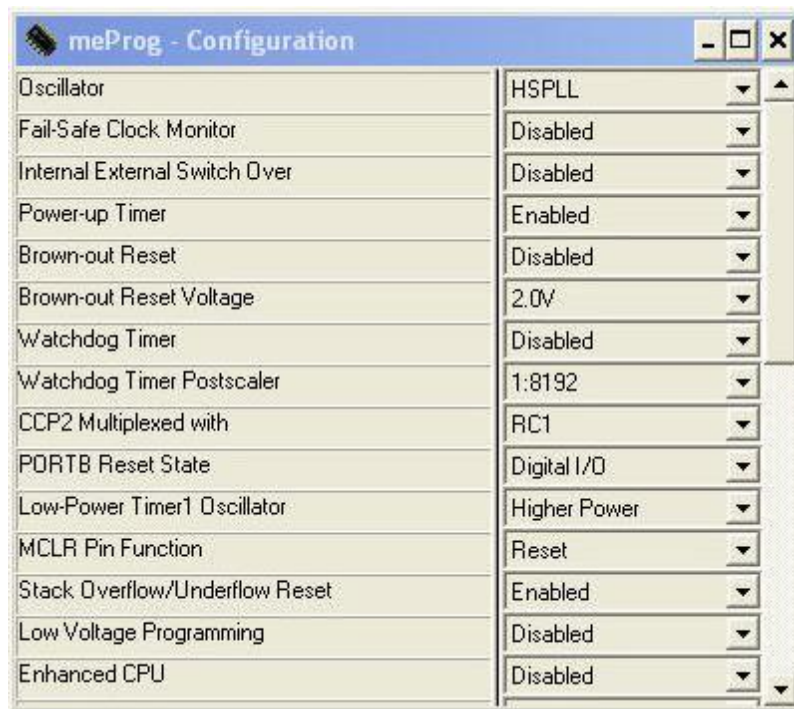 meProg - Configuration
Oscillator HSPLL
Fail-Safe Clock Monitor Disabled
Internal External Switch Over Disabled
Power-up Timer Enabled
Brown-out Reset Disabled
Brown-out Reset Voltage 2.0V
Watchdog Timer Disabled
Watchdog Timer Postscaler 1:8192
CCP2 Multiplexed with RC1
PORTB Reset State Digital I/O
Low-Power Timer1 Oscillator Higher Power
MCLR Pin Function Reset
Stack Overflow/Underflow Reset Enabled
Low Voltage Programming Disabled
Enhanced CPU Disabled